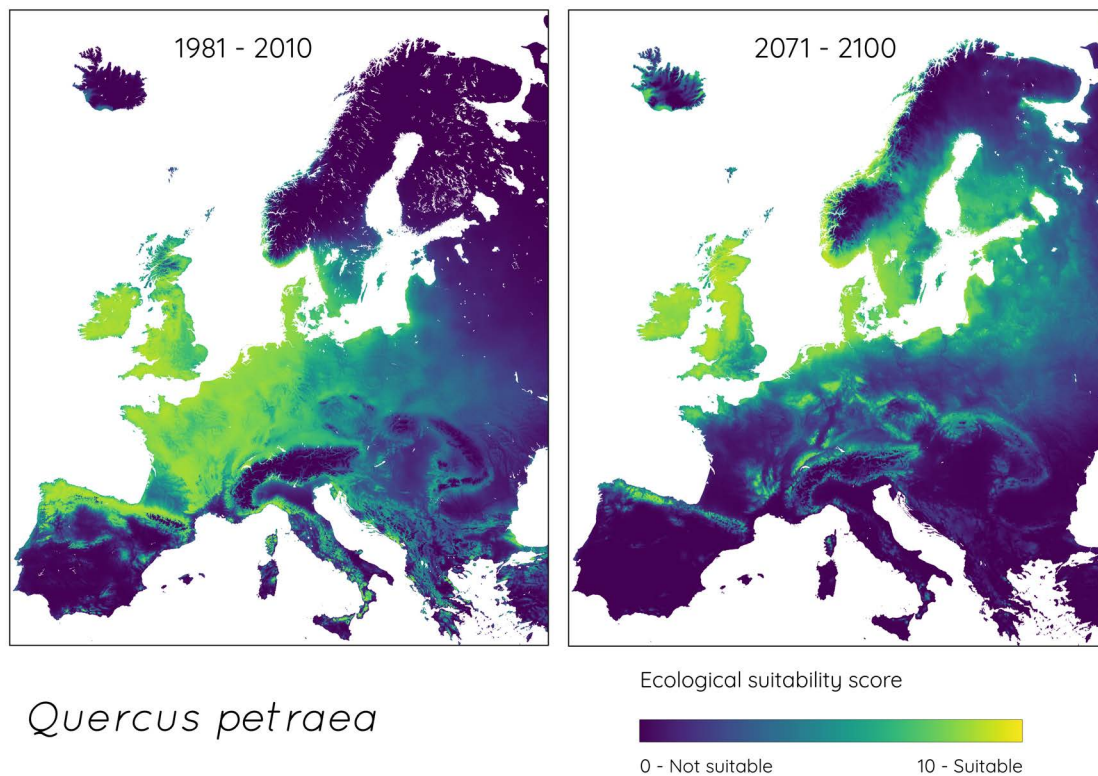 1981 - 2010
2071 - 2100
Quercus petraea
Ecological suitability score
0 - Not suitable
10 - Suitable